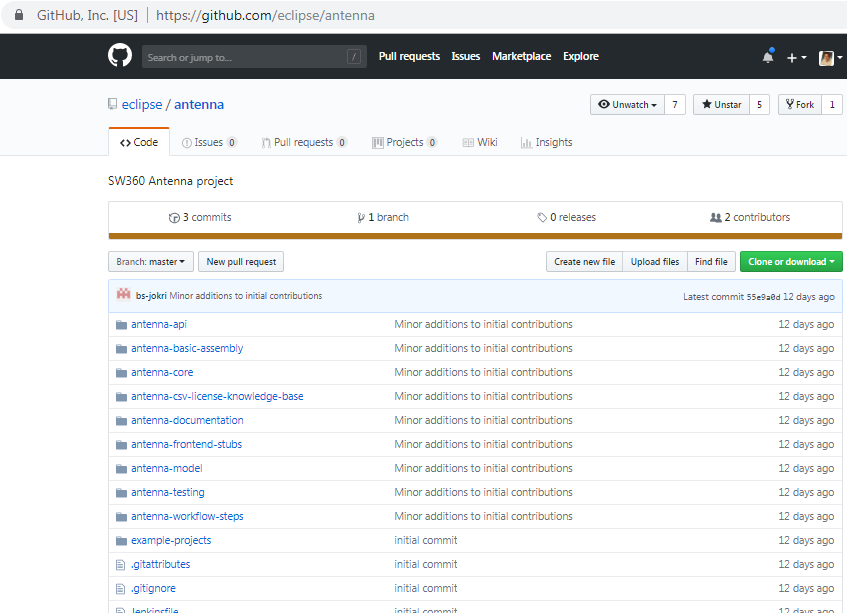 GitHub, Inc. [US] https://github.com/eclipse/antenna
Search or jump to... / Pull requests Issues Marketplace Explore
eclipse / antenna Unwatch 7 Unstar 5 Fork 1
Code Issues 0 Pull requests 0 Projects 0 Wiki Insights
SW360 Antenna project
3 commits 1 branch 0 releases 2 contributors
Branch: master New pull request Create new file Upload files Find file Clone or download
bs-jokri Minor additions to initial contributions Latest commit 55e9a0d 12 days ago
antenna-api Minor additions to initial contributions 12 days ago
antenna-basic-assembly Minor additions to initial contributions 12 days ago
antenna-core Minor additions to initial contributions 12 days ago
antenna-csv-license-knowledge-base Minor additions to initial contributions 12 days ago
antenna-documentation Minor additions to initial contributions 12 days ago
antenna-frontend-stubs Minor additions to initial contributions 12 days ago
antenna-model Minor additions to initial contributions 12 days ago
antenna-testing Minor additions to initial contributions 12 days ago
antenna-workflow-steps Minor additions to initial contributions 12 days ago
example-projects initial commit 12 days ago
.gitattributes initial commit 12 days ago
.gitignore initial commit 12 days ago
Jenkinsfile initial commit 12 days ago